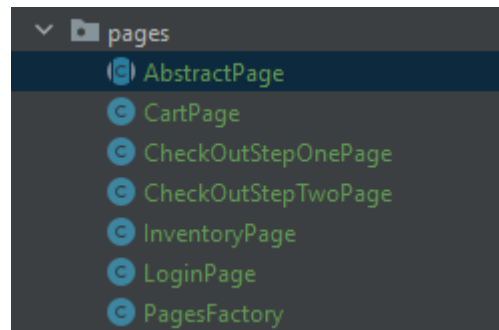 pages
AbstractPage
CartPage
CheckOutStepOnePage
CheckOutStepTwoPage
InventoryPage
LoginPage
PagesFactory